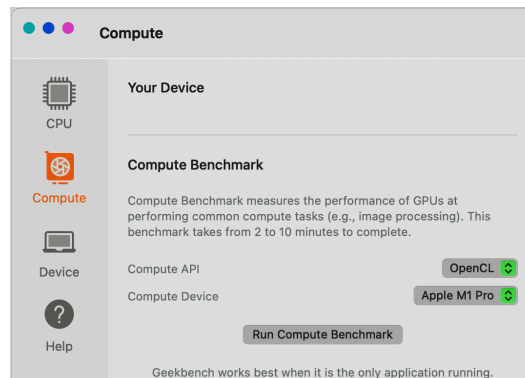 Compute
CPU
Compute
Device
Help
Your Device
Compute Benchmark
Compute Benchmark measures the performance of GPUs at
performing common compute tasks (e.g., image processing). This
benchmark takes from 2 to 10 minutes to complete.
Compute API
OpenCL
Compute Device
Apple M1 Pro
Run Compute Benchmark
Geekbench works best when it is the only application running.